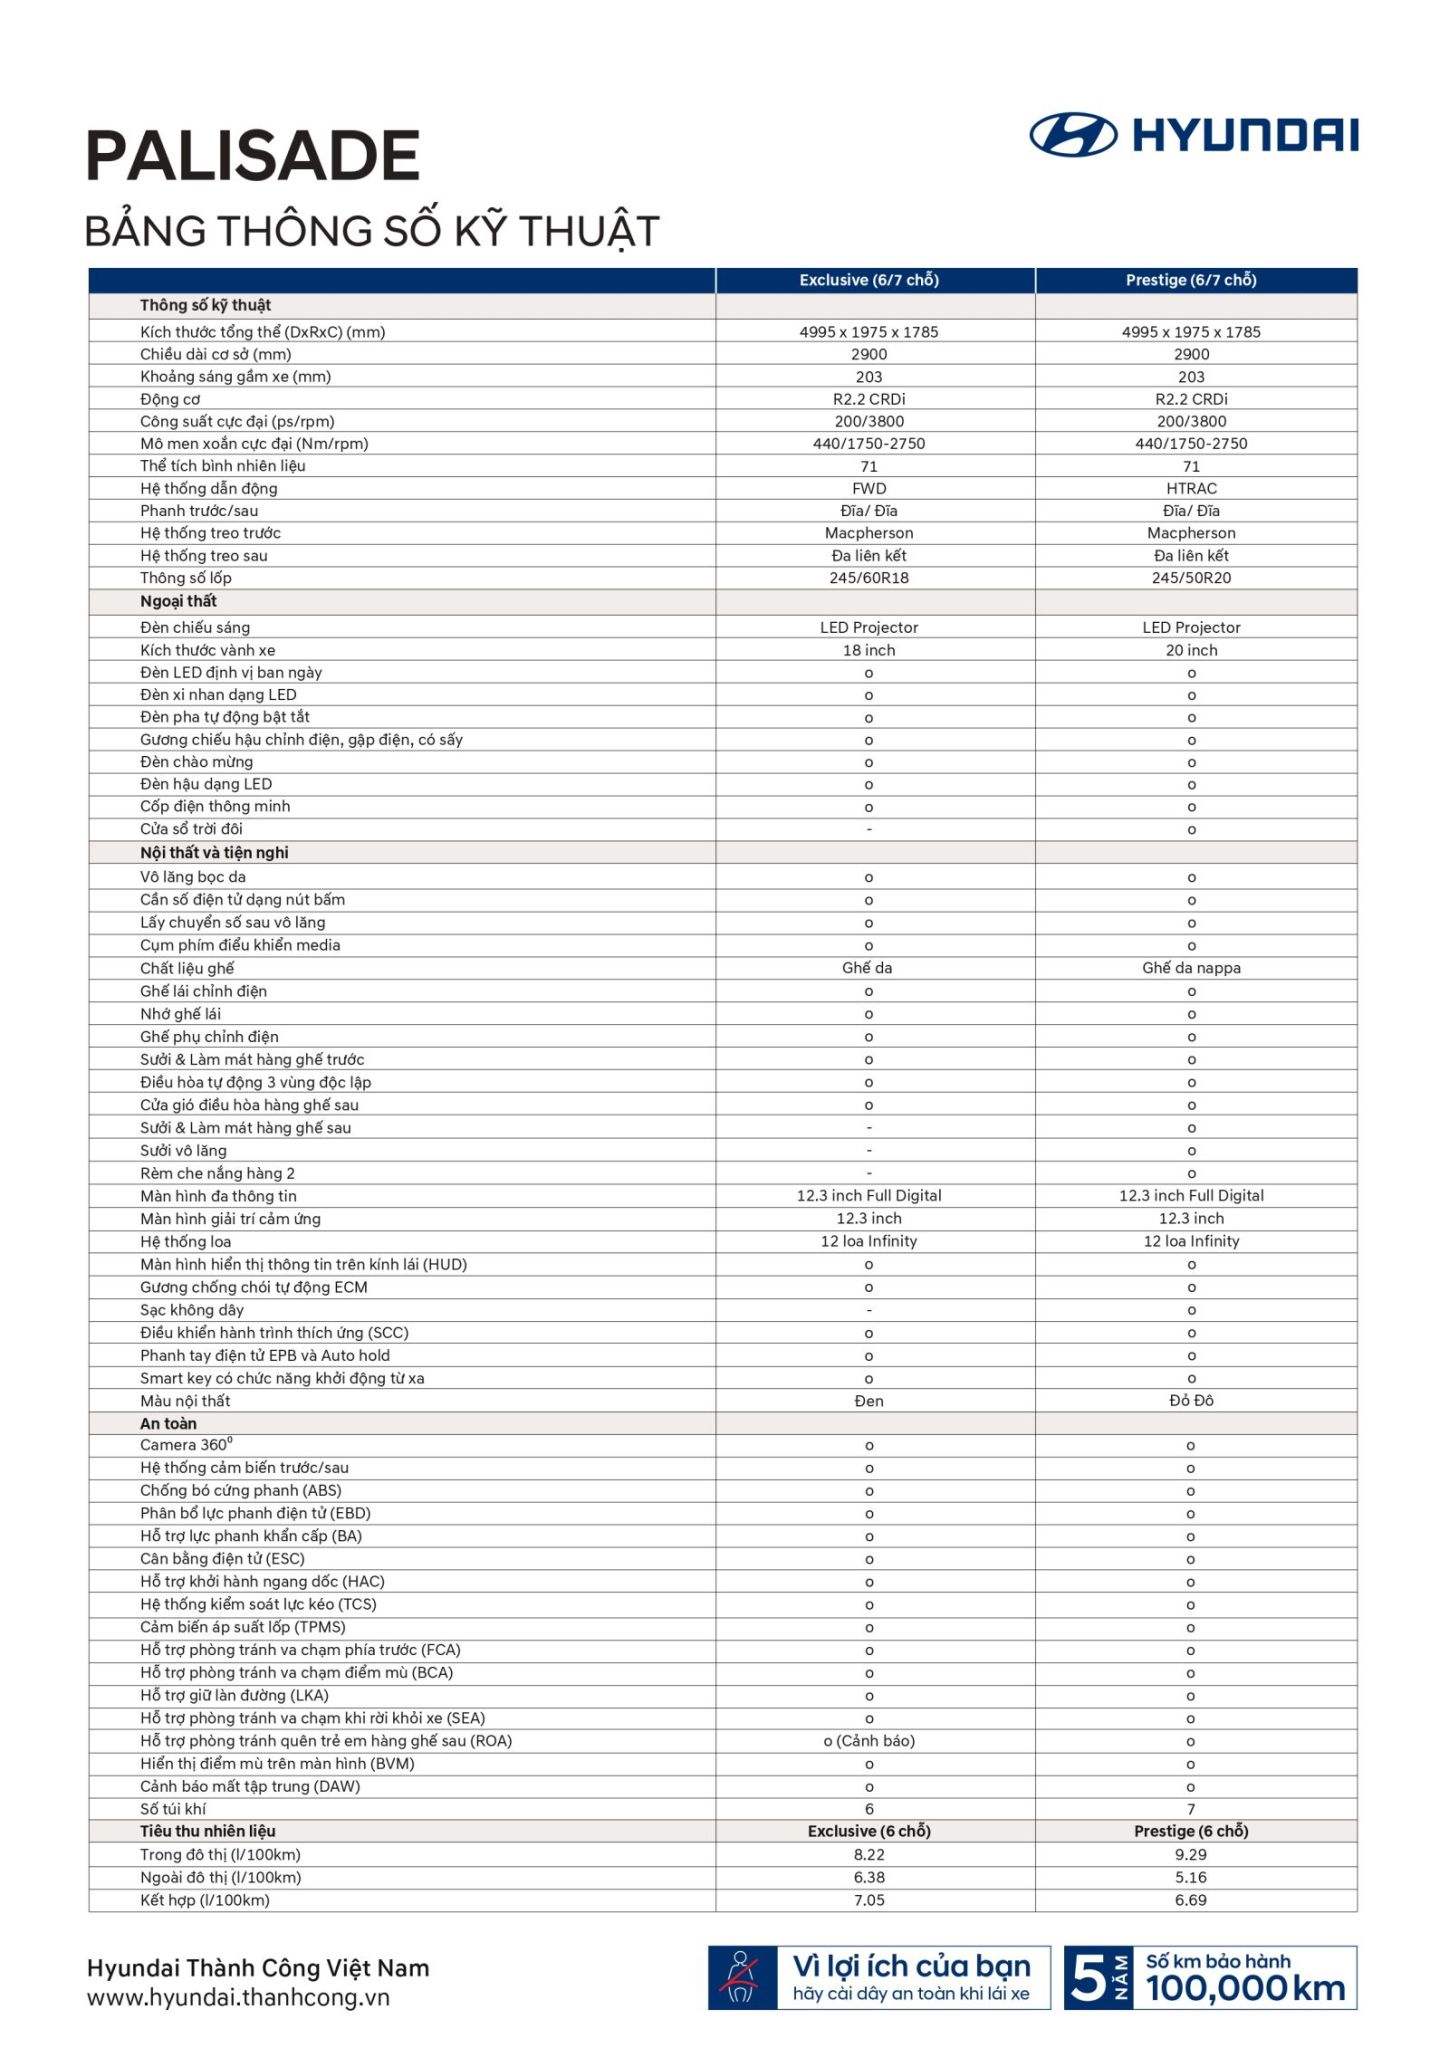 PALISADE
HYUNDAI
BẢNG THÔNG SỐ KỸ THUẬT
Exclusive (6/7 chỗ) Prestige (6/7 chỗ)
Thông số kỹ thuật
Kích thước tổng thể (DxRxC) (mm) 4995 x 1975 x 1785 4995 x 1975 x 1785
Chiều dài cơ sở (mm) 2900 2900
Khoảng sáng gầm xe (mm) 203 203
Động cơ R2.2 CRDi R2.2 CRDi
Công suất cực đại (ps/rpm) 200/3800 200/3800
Mô men xoắn cực đại (Nm/rpm) 440/1750-2750 440/1750-2750
Thể tích bình nhiên liệu 71 71
Hệ thống dẫn động FWD HTRAC
Phanh trước/sau Đĩa/ Đĩa Đĩa/ Đĩa
Hệ thống treo trước Macpherson Macpherson
Hệ thống treo sau Đa liên kết Đa liên kết
Thông số lốp 245/60R18 245/50R20
Ngoại thất
Đèn chiếu sáng LED Projector LED Projector
Kích thước vành xe 18 inch 20 inch
Đèn LED định vị ban ngày o o
Đèn xi nhan dạng LED o o
Đèn pha tự động bật tắt o o
Gương chiếu hậu chỉnh điện, gập điện, có sấy o o
Đèn chào mừng o o
Đèn hậu dạng LED o o
Cốp điện thông minh o o
Cửa sổ trời đôi - o
Nội thất và tiện nghi
Vô lăng bọc da o o
Cần số điện tử dạng nút bấm o o
Lấy chuyển số sau vô lăng o o
Cụm phím điểu khiển media o o
Chất liệu ghế Ghế da Ghế da nappa
Ghế lái chỉnh điện o o
Nhớ ghế lái o o
Ghế phụ chỉnh điện o o
Sưởi & Làm mát hàng ghế trước o o
Điều hòa tự động 3 vùng độc lập o o
Cửa gió điều hòa hàng ghế sau o o
Sưởi & Làm mát hàng ghế sau - o
Sưởi vô lăng - o
Rèm che nắng hàng 2 - o
Màn hình đa thông tin 12.3 inch Full Digital 12.3 inch Full Digital
Màn hình giải trí cảm ứng 12.3 inch 12.3 inch
Hệ thống loa 12 loa Infinity 12 loa Infinity
Màn hình hiển thị thông tin trên kính lái (HUD) o o
Gương chống chói tự động ECM o o
Sạc không dây - o
Điều khiển hành trình thích ứng (SCC) o o
Phanh tay điện tử EPB và Auto hold o o
Smart key có chức năng khởi động từ xa o o
Màu nội thất Đen Đỏ Đô
An toàn
Camera 360⁰ o o
Hệ thống cảm biến trước/sau o o
Chống bó cứng phanh (ABS) o o
Phân bổ lực phanh điện tử (EBD) o o
Hỗ trợ lực phanh khẩn cấp (BA) o o
Cân bằng điện tử (ESC) o o
Hỗ trợ khởi hành ngang dốc (HAC) o o
Hệ thống kiểm soát lực kéo (TCS) o o
Cảm biến áp suất lốp (TPMS) o o
Hỗ trợ phòng tránh va chạm phía trước (FCA) o o
Hỗ trợ phòng tránh va chạm điểm mù (BCA) o o
Hỗ trợ giữ làn đường (LKA) o o
Hỗ trợ phòng tránh va chạm khi rời khỏi xe (SEA) o o
Hỗ trợ phòng tránh quên trẻ em hàng ghế sau (ROA) o (Cảnh báo) o
Hiển thị điểm mù trên màn hình (BVM) o o
Cảnh báo mất tập trung (DAW) o o
Số túi khí 6 7
Tiêu thu nhiên liệu Exclusive (6 chỗ) Prestige (6 chỗ)
Trong đô thị (l/100km) 8.22 9.29
Ngoài đô thị (l/100km) 6.38 5.16
Kết hợp (l/100km) 7.05 6.69
Hyundai Thành Công Việt Nam
www.hyundai.thanhcong.vn
Vì lợi ích của bạn
hãy cài dây an toàn khi lái xe
5 NĂM
Số km bảo hành
100,000 km